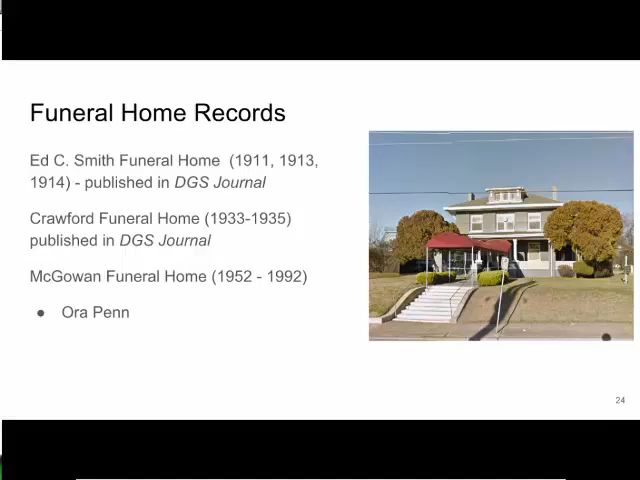 Funeral Home Records
Ed C. Smith Funeral Home  (1911, 1913,
1914) - published in DGS Journal
Crawford Funeral Home (1933-1935)
published in DGS Journal
McGowan Funeral Home (1952 - 1992)
● Ora Penn
24